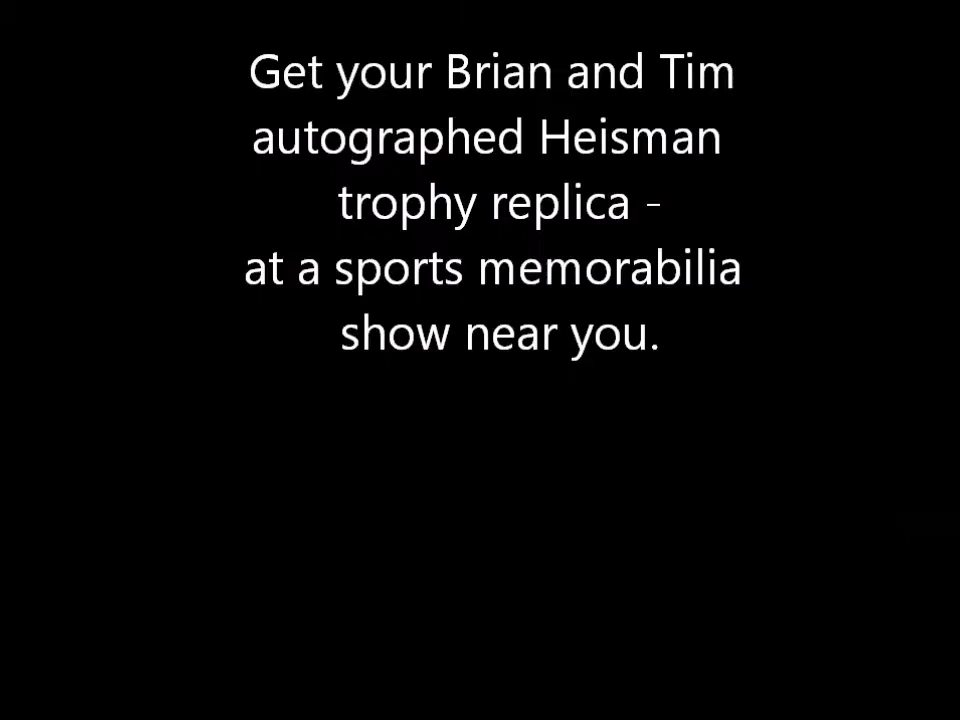 Get your Brian and Tim
autographed Heisman
trophy replica -
at a sports memorabilia
show near you.